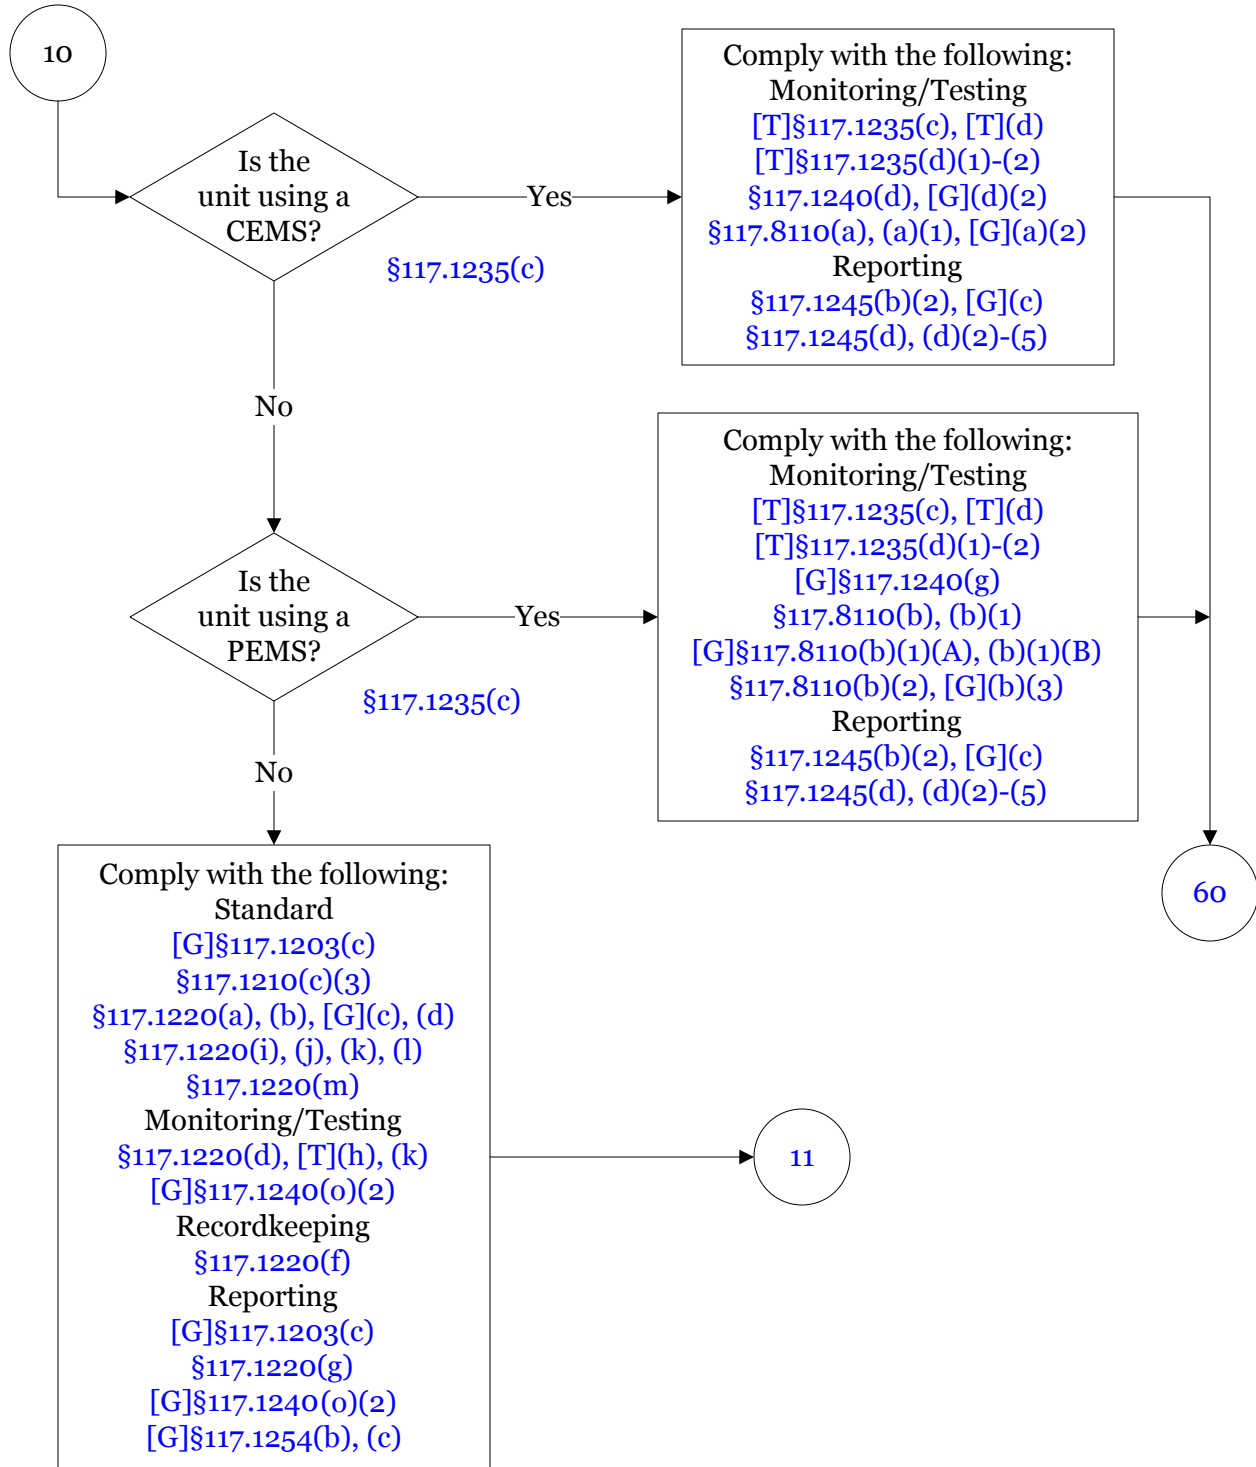 10
Is the
unit using a
CEMS?
Yes
§117.1235(c)
Comply with the following:
Monitoring/Testing
[T]§117.1235(c), [T](d)
[T]§117.1235(d)(1)-(2)
§117.1240(d), [G](d)(2)
§117.8110(a), (a)(1), [G](a)(2)
Reporting
§117.1245(b)(2), [G](c)
§117.1245(d), (d)(2)-(5)
No
Is the
unit using a
PEMS?
Yes
§117.1235(c)
Comply with the following:
Monitoring/Testing
[T]§117.1235(c), [T](d)
[T]§117.1235(d)(1)-(2)
[G]§117.1240(g)
§117.8110(b), (b)(1)
[G]§117.8110(b)(1)(A), (b)(1)(B)
§117.8110(b)(2), [G](b)(3)
Reporting
§117.1245(b)(2), [G](c)
§117.1245(d), (d)(2)-(5)
No
60
Comply with the following:
Standard
[G]§117.1203(c)
§117.1210(c)(3)
§117.1220(a), (b), [G](c), (d)
§117.1220(i), (j), (k), (l)
§117.1220(m)
Monitoring/Testing
§117.1220(d), [T](h), (k)
[G]§117.1240(o)(2)
Recordkeeping
§117.1220(f)
Reporting
[G]§117.1203(c)
§117.1220(g)
[G]§117.1240(o)(2)
[G]§117.1254(b), (c)
11